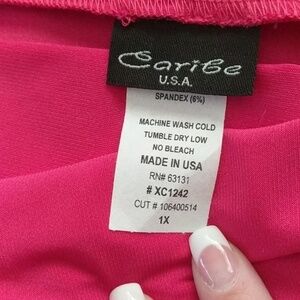 Caribe
U.S.A.
SPANDEX (6%)
MACHINE WASH COLD
TUMBLE DRY LOW
NO BLEACH
MADE IN USA
RN# 63131
# XC1242
CUT # 106400514
1X